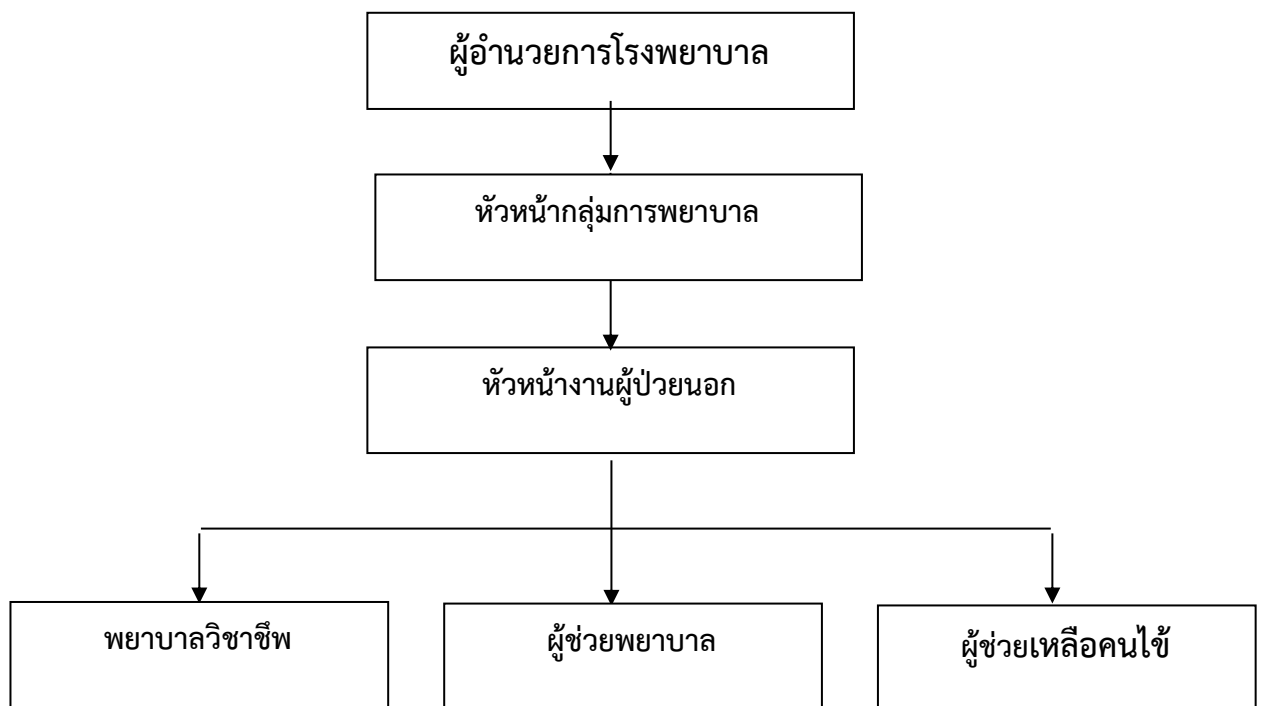 ผู้อำนวยการโรงพยาบาล
หัวหน้ากลุ่มการพยาบาล
หัวหน้างานผู้ป่วยนอก
พยาบาลวิชาชีพ
ผู้ช่วยพยาบาล
ผู้ช่วยเหลือคนไข้